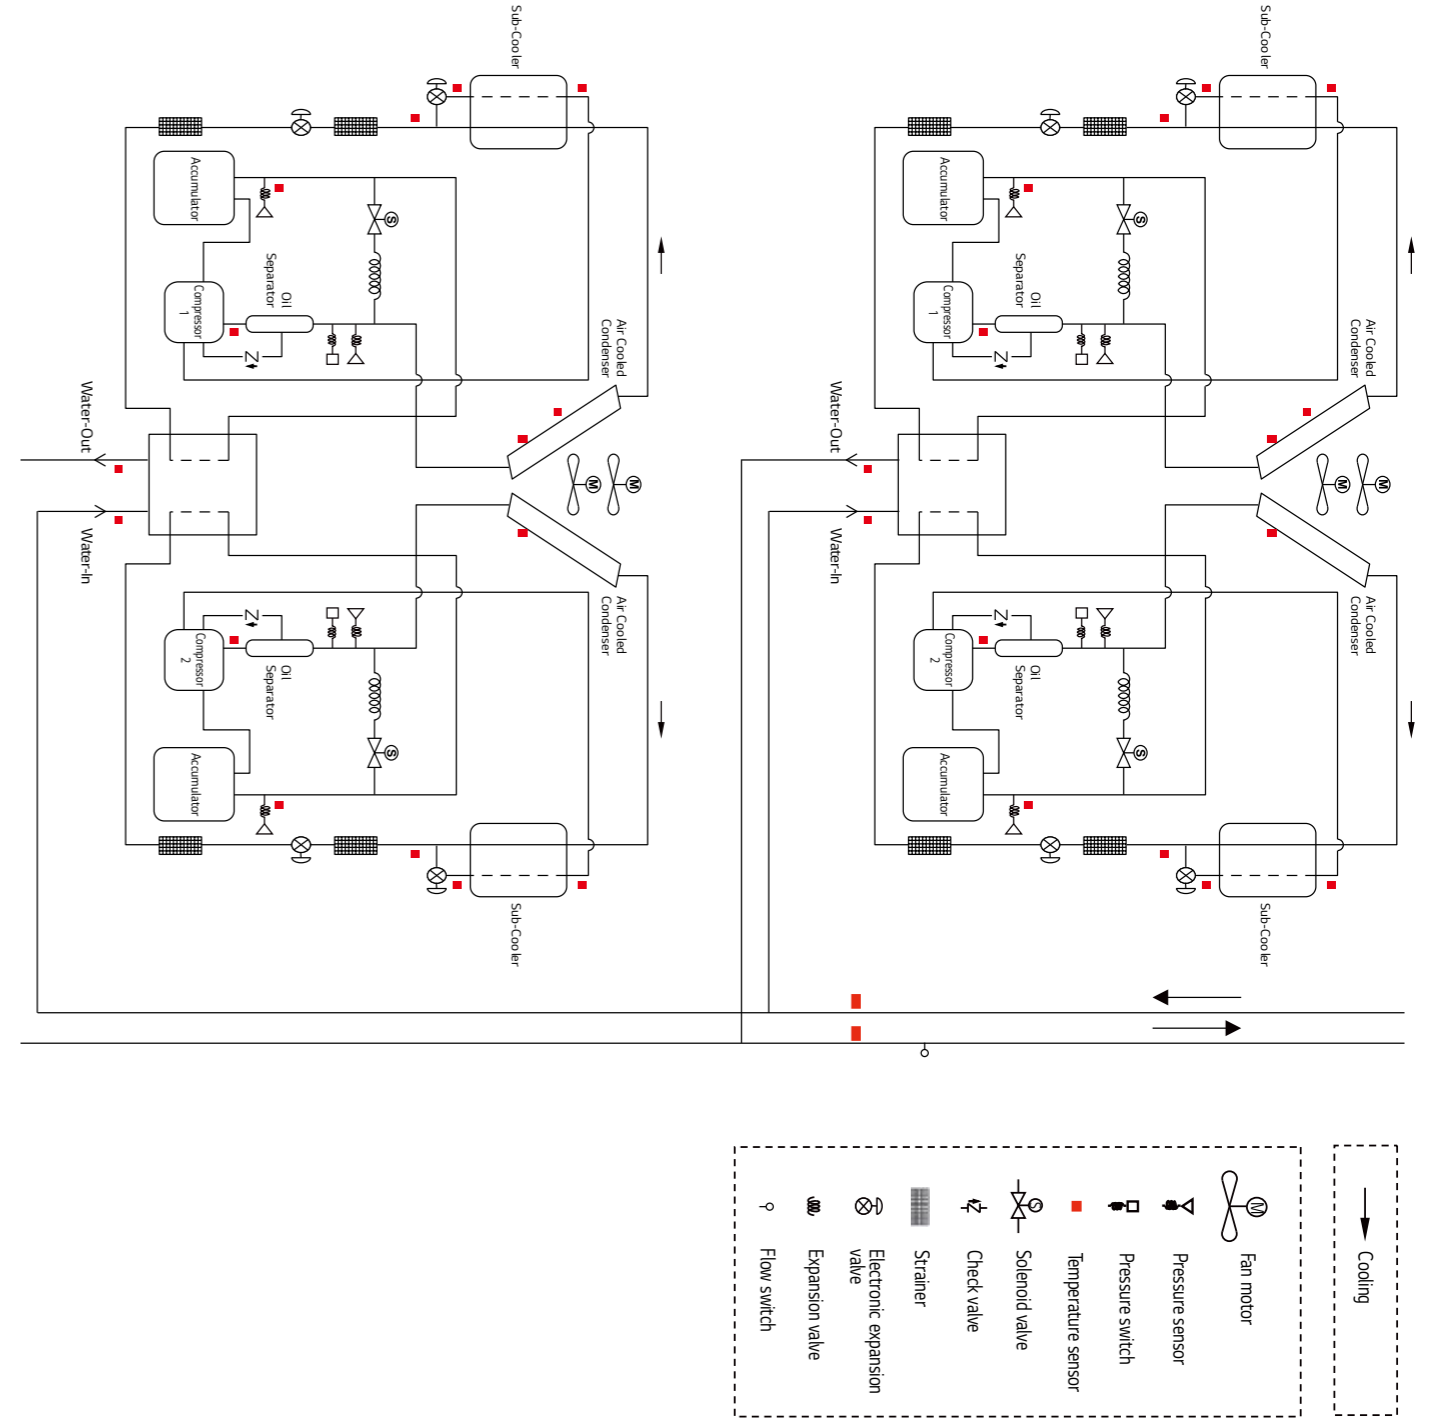 Air Cooled
Condenser
Air Cooled
Condenser
M
M
Sub-Cooler
Sub-Cooler
S
S
Oil
Separator
Oil
Separator
Accumulator
Compressor
1
Compressor
2
Accumulator
Water-Out
Water-In
Air Cooled
Condenser
Air Cooled
Condenser
M
M
Sub-Cooler
Sub-Cooler
S
S
Oil
Separator
Oil
Separator
Accumulator
Compressor
1
Compressor
2
Accumulator
Water-Out
Water-In
Cooling
M
Fan motor
Pressure sensor
Pressure switch
Temperature sensor
S
Solenoid valve
Check valve
Strainer
Electronic expansion
valve
Expansion valve
Flow switch